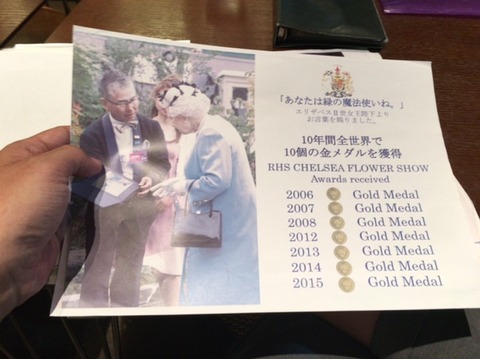 「あなたは緑の魔法使いね。」
エリザベスⅡ世女王陛下より
お言葉を賜りました。
10年間全世界で
10個の金メダルを獲得
RHS CHELSEA FLOWER SHOW
Awards received
2006 Gold Medal
2007 Gold Medal
2008 Gold Medal
2012 Gold Medal
2013 Gold Medal
2014 Gold Medal
2015 Gold Medal